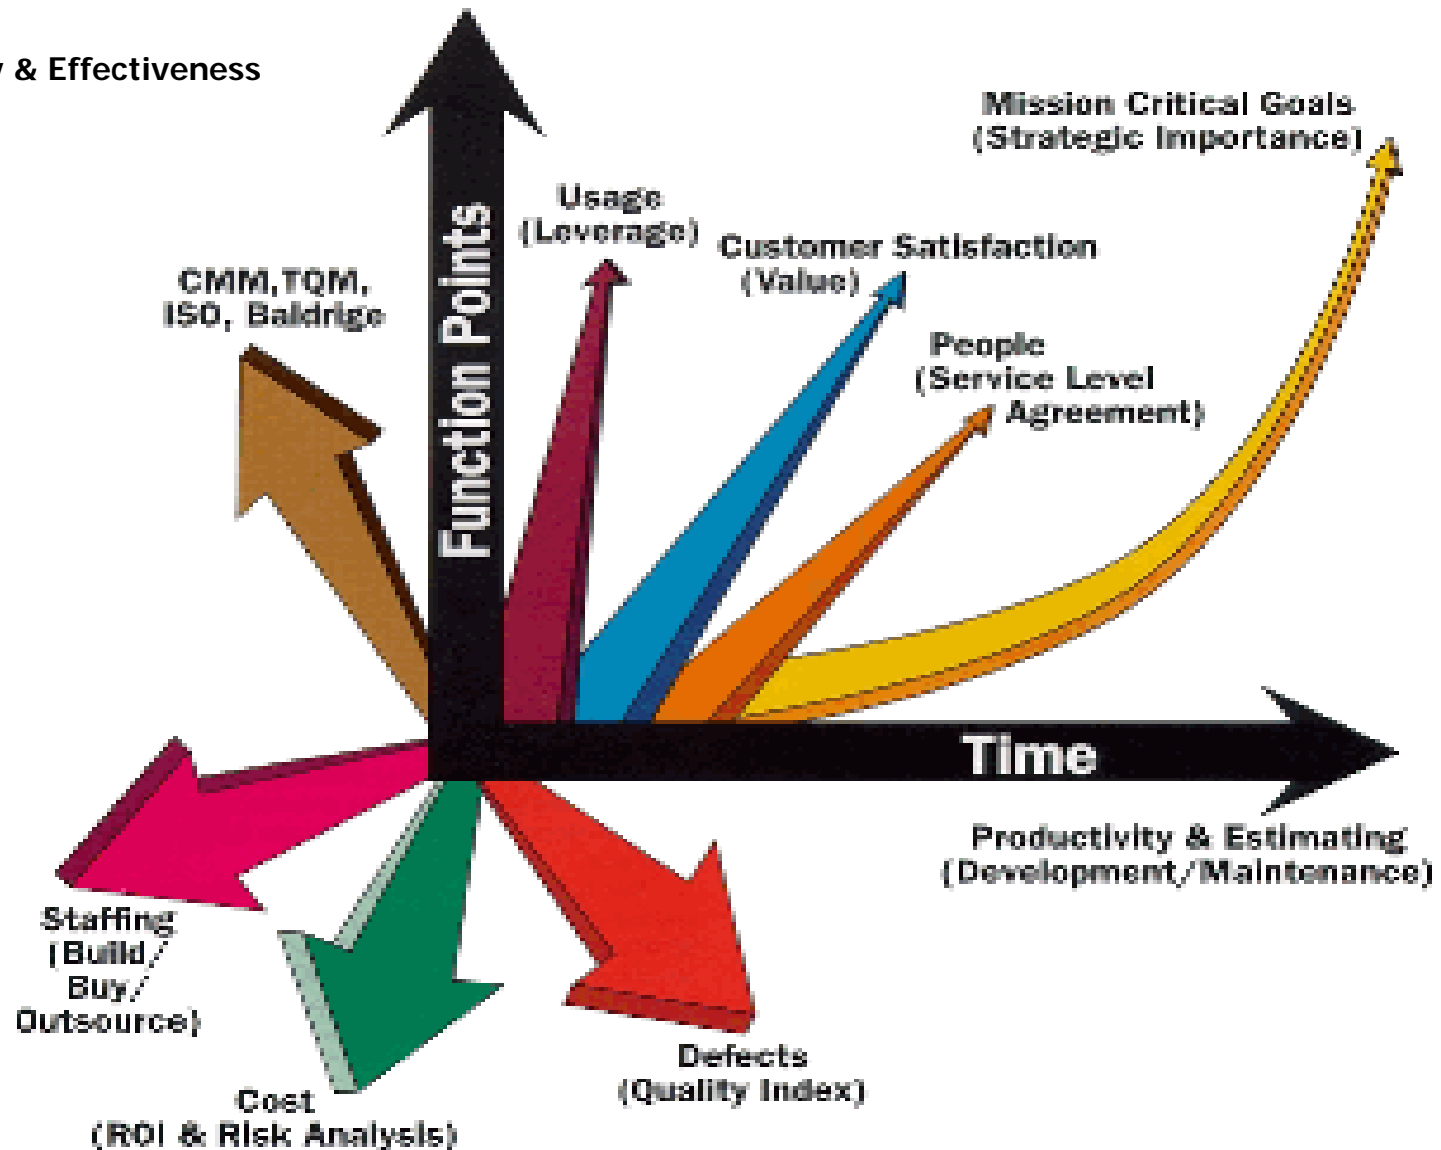 y & Effectiveness
Mission Critical Goals
(Strategic Importance)
Usage
(Leverage)
Customer Satisfaction
(Value)
CMM,TQM,
ISO, Baldrige
People
(Service Level
Agreement)
Function Points
Time
Productivity & Estimating
(Development/Maintenance)
Staffing
(Build/
Buy/
Outsource)
Defects
(Quality Index)
Cost
(ROI & Risk Analysis)